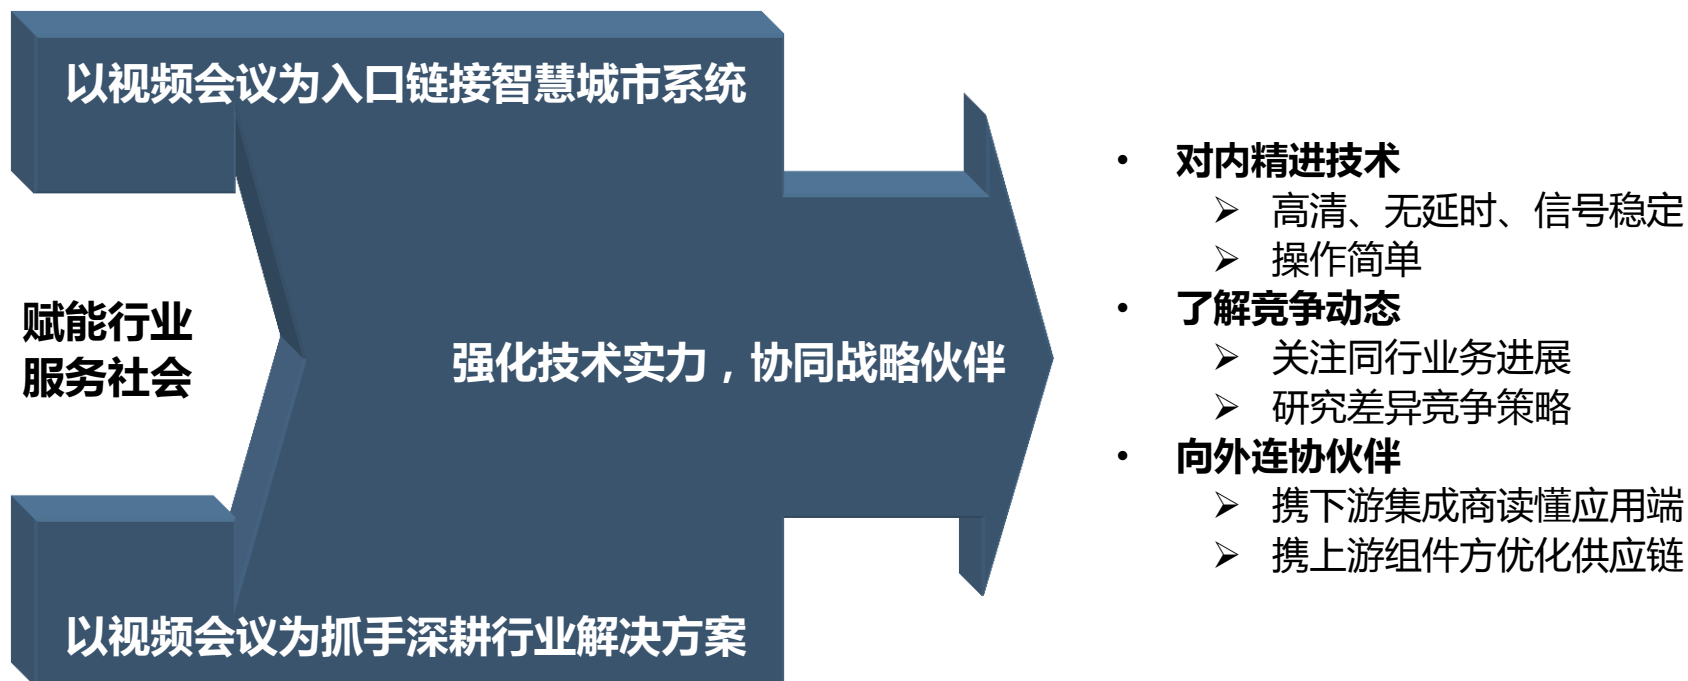 以视频会议为入口链接智慧城市系统
赋能行业
服务社会
强化技术实力，协同战略伙伴
以视频会议为抓手深耕行业解决方案
• 对内精进技术
➢ 高清、无延时、信号稳定
➢ 操作简单
• 了解竞争动态
➢ 关注同行业务进展
➢ 研究差异竞争策略
• 向外连协伙伴
➢ 携下游集成商读懂应用端
➢ 携上游组件方优化供应链